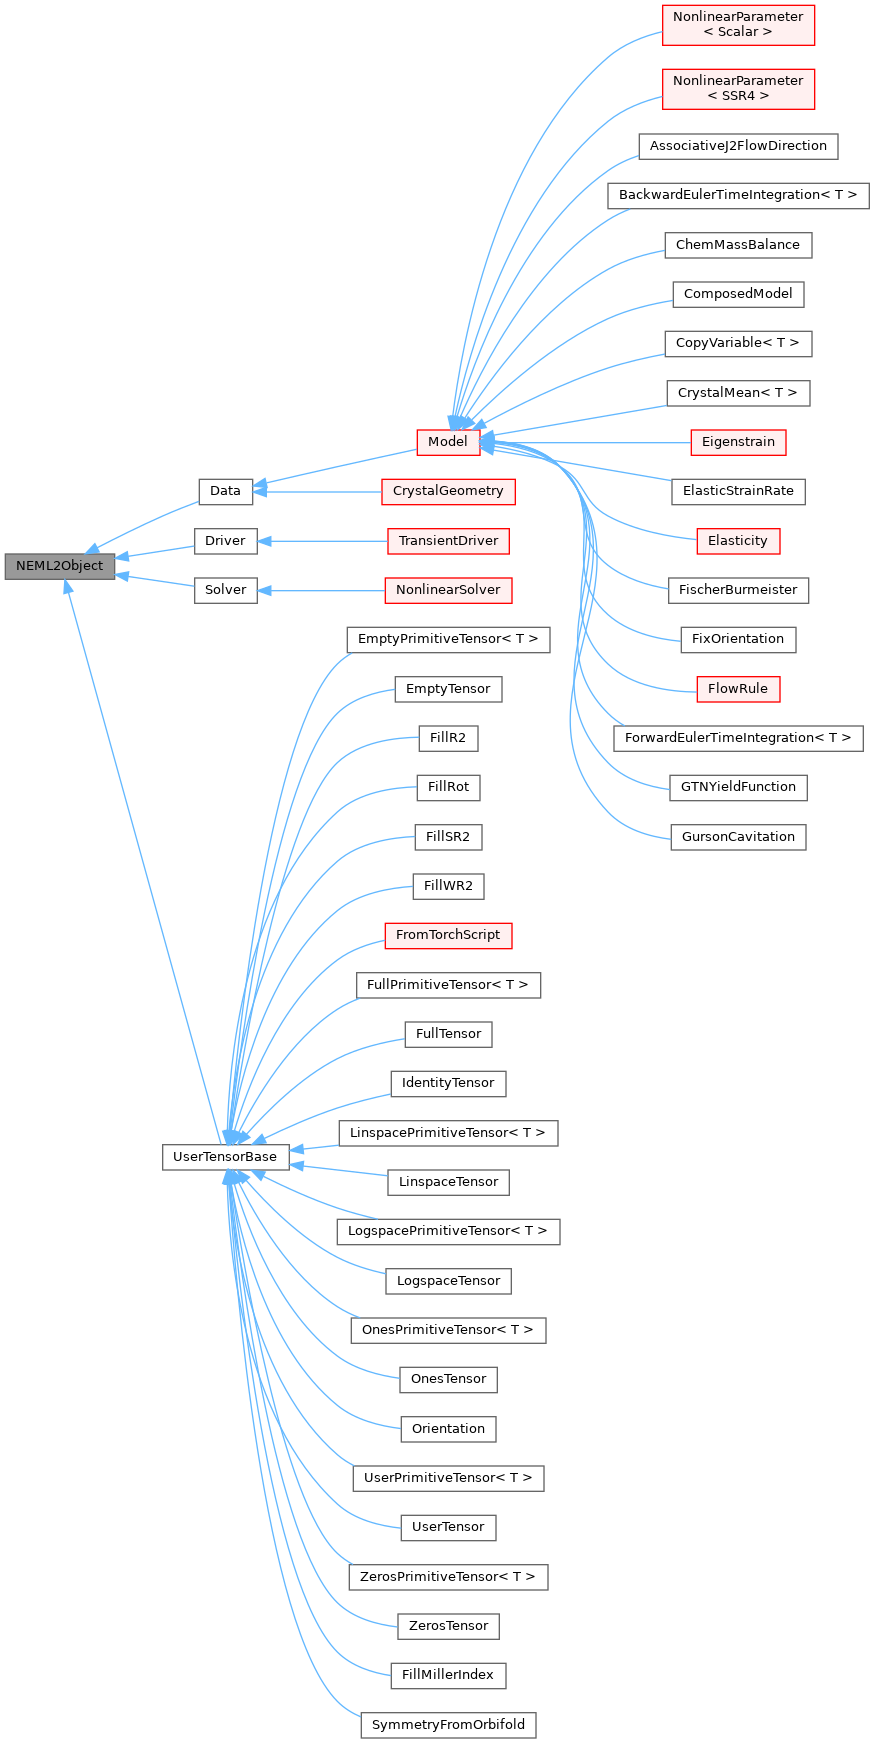 NonlinearParameter
< Scalar >
NonlinearParameter
< SSR4 >
AssociativeJ2FlowDirection
BackwardEulerTimeIntegration< T >
ChemMassBalance
ComposedModel
CopyVariable< T >
CrystalMean< T >
Model
Eigenstrain
Data
CrystalGeometry
ElasticStrainRate
Driver
TransientDriver
Elasticity
NEML2Object
Solver
NonlinearSolver
FischerBurmeister
EmptyPrimitiveTensor< T >
FixOrientation
EmptyTensor
FlowRule
FillR2
ForwardEulerTimeIntegration< T >
FillRot
GTNYieldFunction
FillSR2
GursonCavitation
FillWR2
FromTorchScript
FullPrimitiveTensor< T >
FullTensor
IdentityTensor
LinspacePrimitiveTensor< T >
UserTensorBase
LinspaceTensor
LogspacePrimitiveTensor< T >
LogspaceTensor
OnesPrimitiveTensor< T >
OnesTensor
Orientation
UserPrimitiveTensor< T >
UserTensor
ZerosPrimitiveTensor< T >
ZerosTensor
FillMillerIndex
SymmetryFromOrbifold